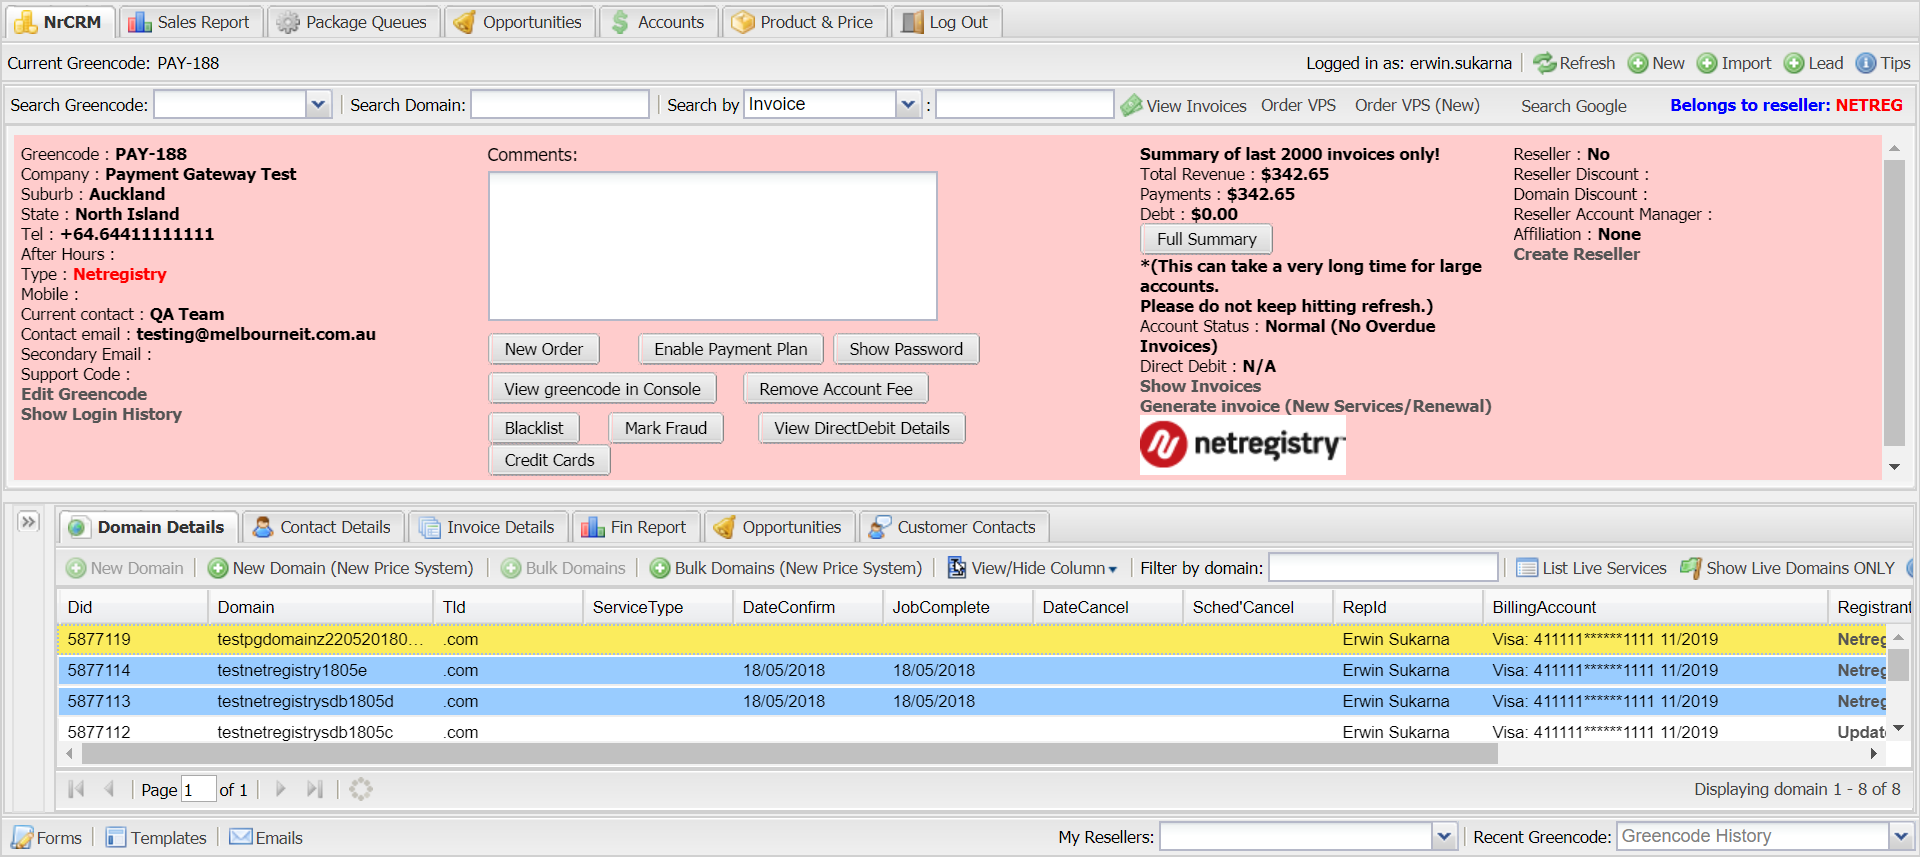 NrCRM Sales Report Package Queues Opportunities Accounts Product & Price Log Out
Current Greencode: PAY-188 Logged in as: erwin.sukarna Refresh New Import Lead Tips
Search Greencode: Search Domain: Search by Invoice : View Invoices Order VPS Order VPS (New) Search Google Belongs to reseller: NETREG
Greencode : PAY-188
Company : Payment Gateway Test
Suburb : Auckland
State : North Island
Tel : +64.64411111111
After Hours :
Type : Netregistry
Mobile :
Current contact : QA Team
Contact email : testing@melbourneit.com.au
Secondary Email :
Support Code :
Edit Greencode
Show Login History
Comments:
New Order Enable Payment Plan Show Password
View greencode in Console Remove Account Fee
Blacklist Mark Fraud View DirectDebit Details
Credit Cards
Summary of last 2000 invoices only!
Total Revenue : $342.65
Payments : $342.65
Debt : $0.00
Full Summary
*(This can take a very long time for large
accounts.
Please do not keep hitting refresh.)
Account Status : Normal (No Overdue
Invoices)
Direct Debit : N/A
Show Invoices
Generate invoice (New Services/Renewal)
netregistry
Reseller : No
Reseller Discount :
Domain Discount :
Reseller Account Manager :
Affiliation : None
Create Reseller
Domain Details Contact Details Invoice Details Fin Report Opportunities Customer Contacts
New Domain New Domain (New Price System) Bulk Domains Bulk Domains (New Price System) View/Hide Column Filter by domain: List Live Services Show Live Domains ONLY
Did Domain Tld ServiceType DateConfirm JobComplete DateCancel Sched'Cancel RepId BillingAccount Registrant
5877119 testpgdomainz220520180... .com Erwin Sukarna Visa: 411111******1111 11/2019 Netreg
5877114 testnetregistry1805e .com 18/05/2018 18/05/2018 Erwin Sukarna Visa: 411111******1111 11/2019 Netreg
5877113 testnetregistrysdb1805d .com 18/05/2018 18/05/2018 Erwin Sukarna Visa: 411111******1111 11/2019 Netreg
5877112 testnetregistrysdb1805c .com Erwin Sukarna Visa: 411111******1111 11/2019 Updat
Page 1 of 1 Displaying domain 1 - 8 of 8
Forms Templates Emails My Resellers: Recent Greencode: Greencode History